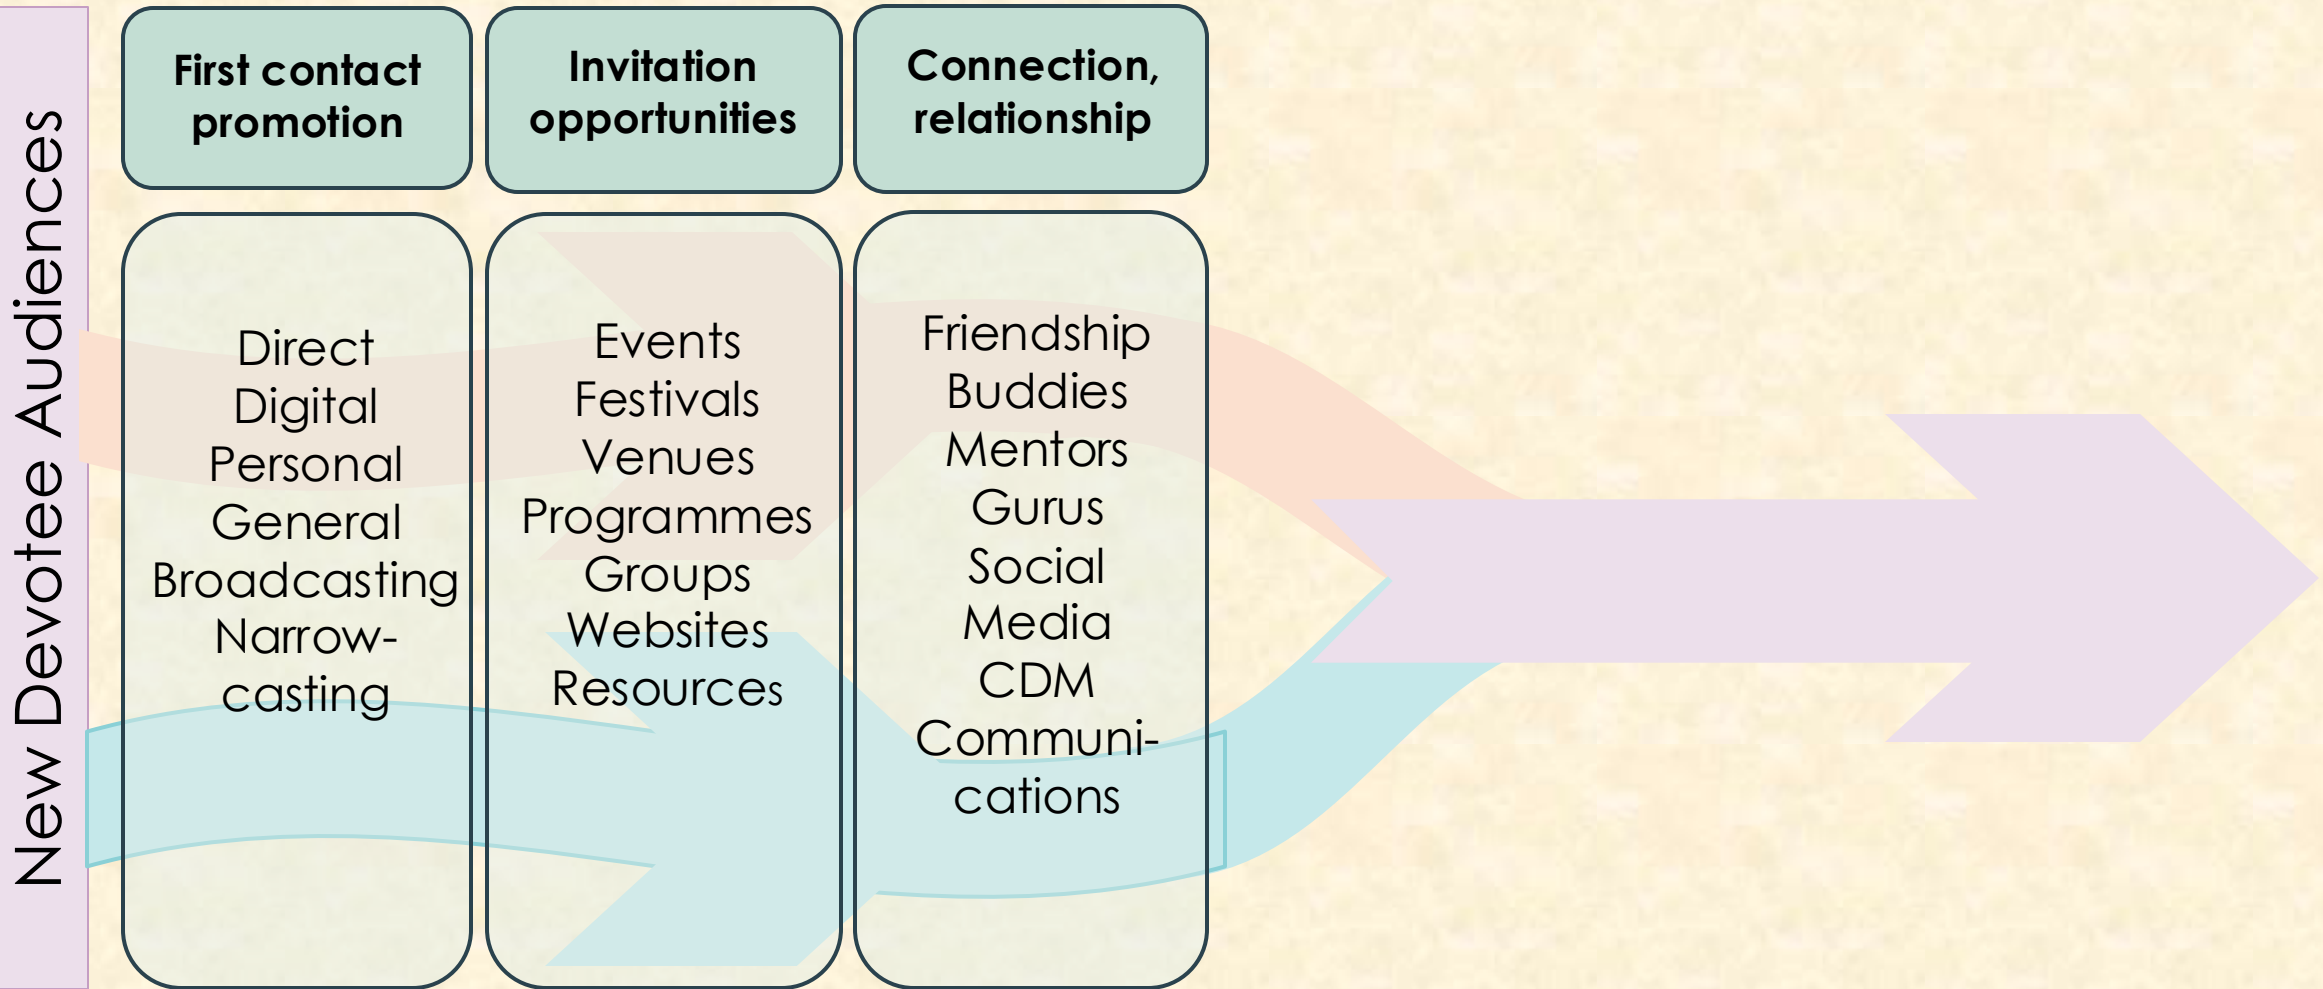 New Devotee Audiences
First contact
promotion
Direct
Digital
Personal
General
Broadcasting
Narrow-
casting
Invitation
opportunities
Events
Festivals
Venues
Programmes
Groups
Websites
Resources
Connection,
relationship
Friendship
Buddies
Mentors
Gurus
Social
Media
CDM
Communi-
cations